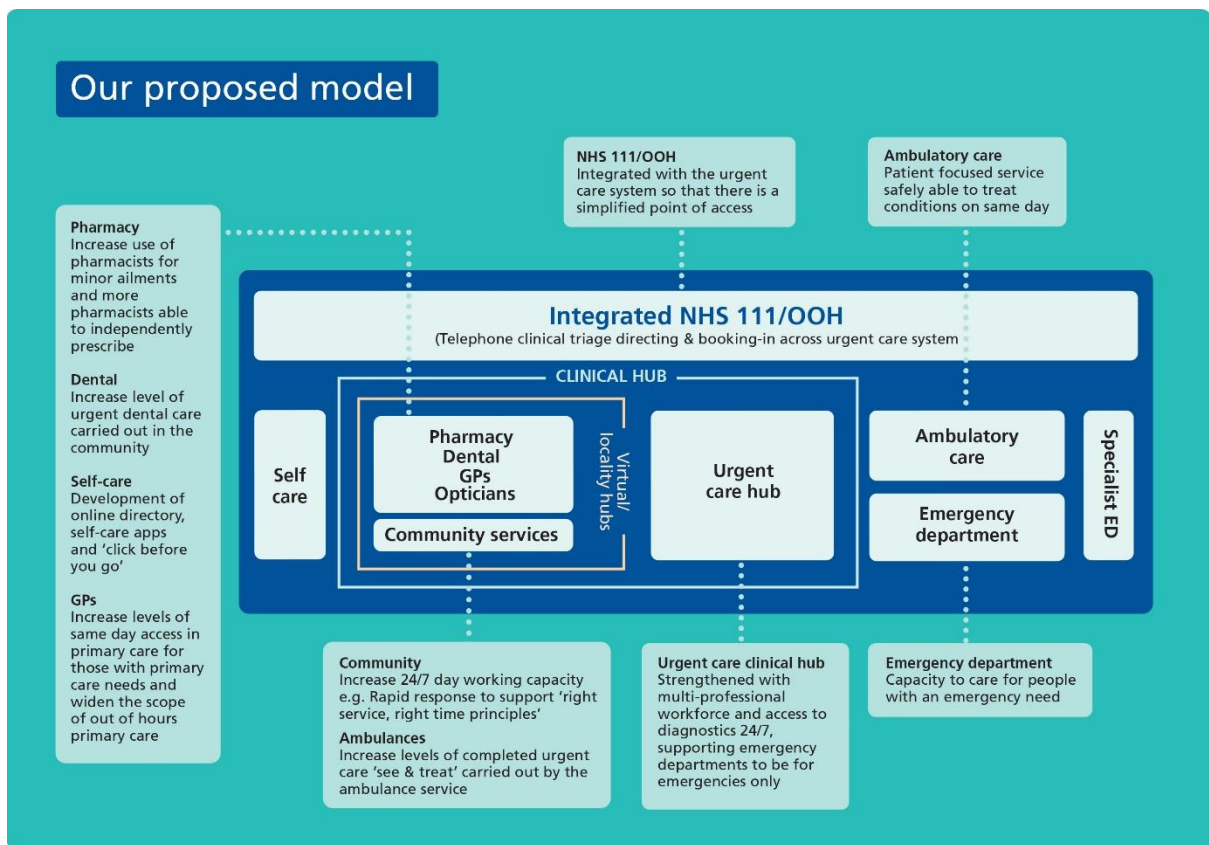 Our proposed model
NHS 111/OOH
Integrated with the urgent
care system so that there is a
simplified point of access
Ambulatory care
Patient focused service
safely able to treat
conditions on same day
Pharmacy
Increase use of
pharmacists for
minor ailments
and more
pharmacists able
to independently
prescribe
Dental
Increase level of
urgent dental care
carried out in the
community
Self-care
Development of
online directory,
self-care apps
and ‘click before
you go’
GPs
Increase levels of
same day access in
primary care for
those with primary
care needs and
widen the scope
of out of hours
primary care
Integrated NHS 111/OOH
(Telephone clinical triage directing & booking-in across urgent care system
CLINICAL HUB
Self
care
Pharmacy
Dental
GPs
Opticians
Community services
Virtual/
locality hubs
Urgent
care hub
Ambulatory
care
Emergency
department
Specialist ED
Community
Increase 24/7 day working capacity
e.g. Rapid response to support ‘right
service, right time principles‘
Ambulances
Increase levels of completed urgent
care ‘see & treat’ carried out by the
ambulance service
Urgent care clinical hub
Strengthened with
multi-professional
workforce and access to
diagnostics 24/7,
supporting emergency
departments to be for
emergencies only
Emergency department
Capacity to care for people
with an emergency need